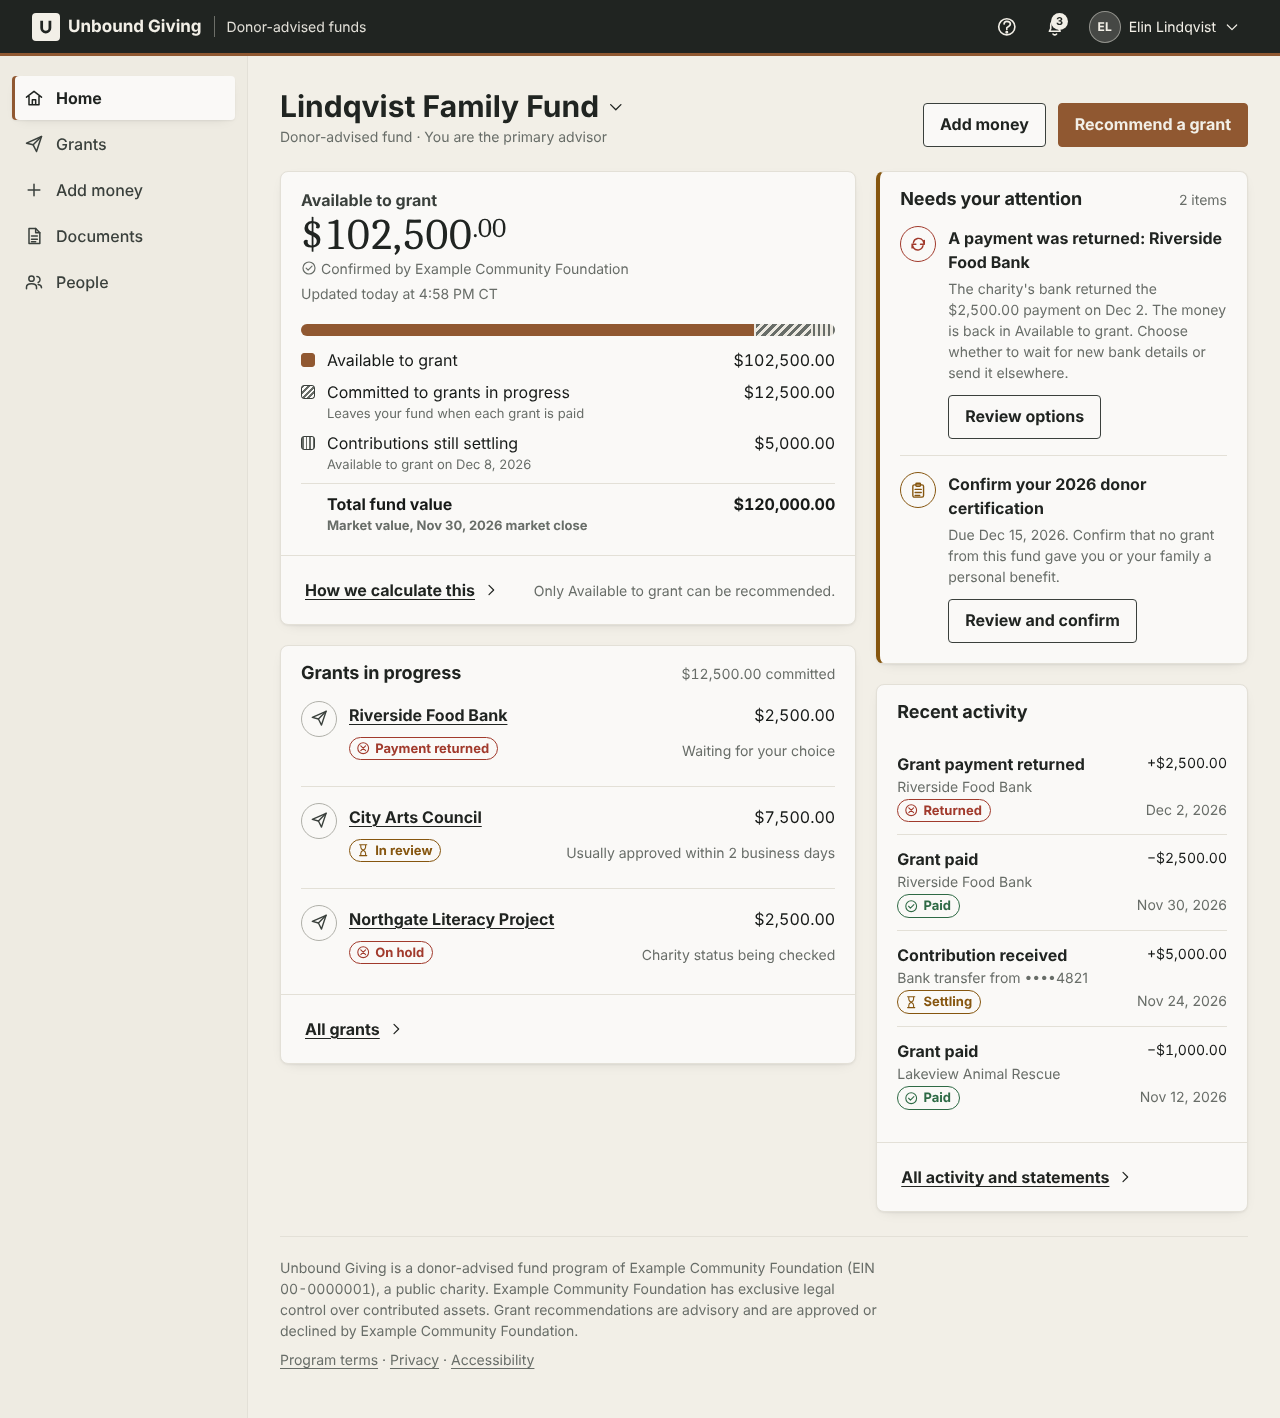 U Unbound Giving Donor-advised funds 3 EL Elin Lindqvist
Home
Grants
Add money
Documents
People
Lindqvist Family Fund
Donor-advised fund · You are the primary advisor
Add money Recommend a grant
Available to grant
$102,500.00
Confirmed by Example Community Foundation
Updated today at 4:58 PM CT
Available to grant $102,500.00
Committed to grants in progress $12,500.00
Leaves your fund when each grant is paid
Contributions still settling $5,000.00
Available to grant on Dec 8, 2026
Total fund value $120,000.00
Market value, Nov 30, 2026 market close
How we calculate this Only Available to grant can be recommended.
Grants in progress $12,500.00 committed
Riverside Food Bank $2,500.00
Payment returned Waiting for your choice
City Arts Council $7,500.00
In review Usually approved within 2 business days
Northgate Literacy Project $2,500.00
On hold Charity status being checked
All grants
Needs your attention 2 items
A payment was returned: Riverside
Food Bank
The charity's bank returned the
$2,500.00 payment on Dec 2. The money
is back in Available to grant. Choose
whether to wait for new bank details or
send it elsewhere.
Review options
Confirm your 2026 donor
certification
Due Dec 15, 2026. Confirm that no grant
from this fund gave you or your family a
personal benefit.
Review and confirm
Recent activity
Grant payment returned +$2,500.00
Riverside Food Bank
Returned Dec 2, 2026
Grant paid −$2,500.00
Riverside Food Bank
Paid Nov 30, 2026
Contribution received +$5,000.00
Bank transfer from ••••4821
Settling Nov 24, 2026
Grant paid −$1,000.00
Lakeview Animal Rescue
Paid Nov 12, 2026
All activity and statements
Unbound Giving is a donor-advised fund program of Example Community Foundation (EIN
00-0000001), a public charity. Example Community Foundation has exclusive legal
control over contributed assets. Grant recommendations are advisory and are approved or
declined by Example Community Foundation.
Program terms · Privacy · Accessibility